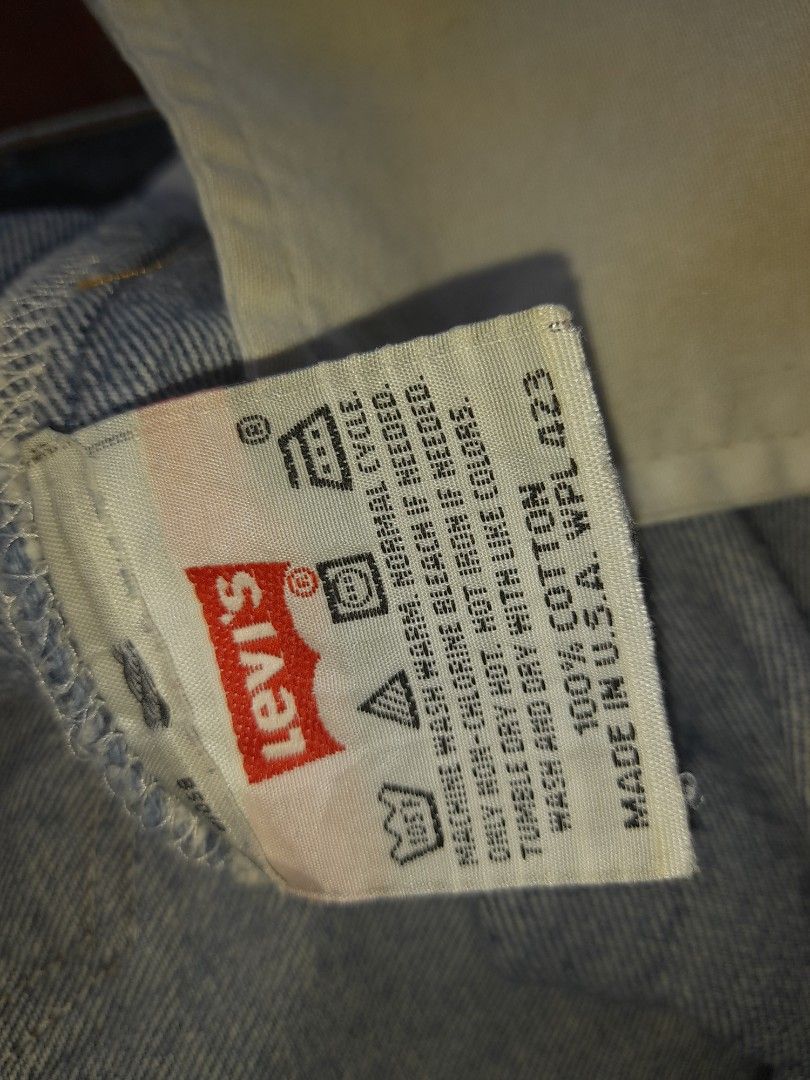 LEVI'S®
®
MACHINE WASH WARM. NORMAL CYCLE.
ONLY NON-CHLORINE BLEACH IF NEEDED.
TUMBLE DRY HOT. HOT IRON IF NEEDED.
WASH AND DRY WITH LIKE COLORS.
100% COTTON
MADE IN U.S.A. WPL 423